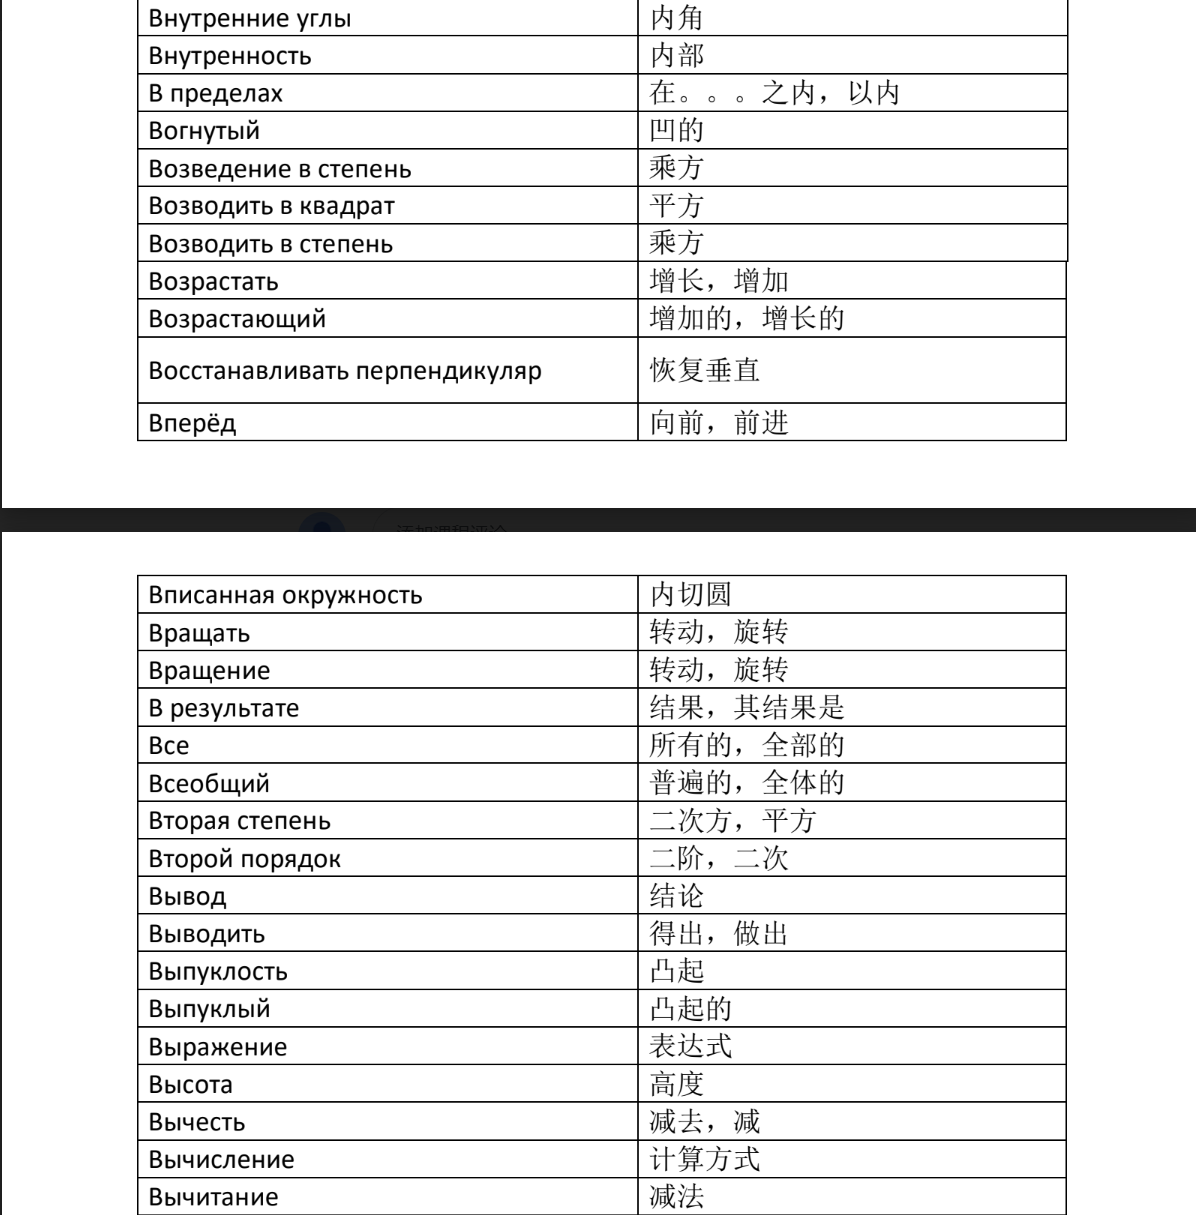 Внутренние углы 内角
Внутренность 内部
В пределах 在。。。之内，以内
Вогнутый 凹的
Возведение в степень 乘方
Возводить в квадрат 平方
Возводить в степень 乘方
Возрастать 增长，增加
Возрастающий 增加的，增长的
Восстанавливать перпендикуляр 恢复垂直
Вперёд 向前，前进
Вписанная окружность 内切圆
Вращать 转动，旋转
Вращение 转动，旋转
В результате 结果，其结果是
Все 所有的，全部的
Всеобщий 普遍的，全体的
Вторая степень 二次方，平方
Второй порядок 二阶，二次
Вывод 结论
Выводить 得出，做出
Выпуклость 凸起
Выпуклый 凸起的
Выражение 表达式
Высота 高度
Вычесть 减去，减
Вычисление 计算方式
Вычитание 减法